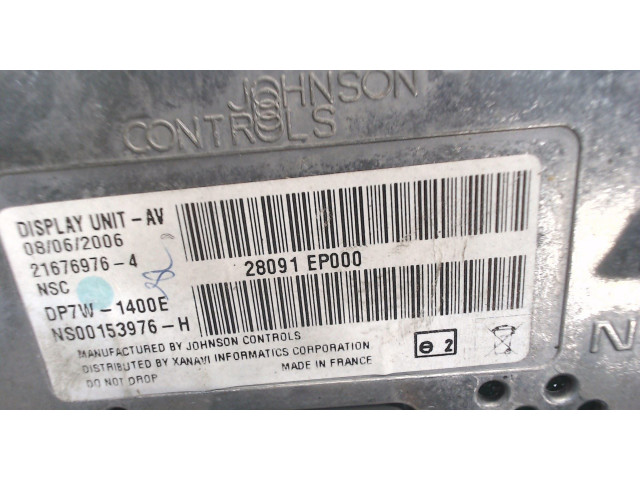 JOHNSON
CONTROLS
DISPLAY UNIT-AV
08/06/2006
21676976-4
NSC
DP7W-1400E
NS00153976-H
28091 EP000
MANUFACTURED BY JOHNSON CONTROLS
DISTRIBUTED BY XANAVI INFORMATICS CORPORATION
DO NOT DROP
MADE IN FRANCE
2
N